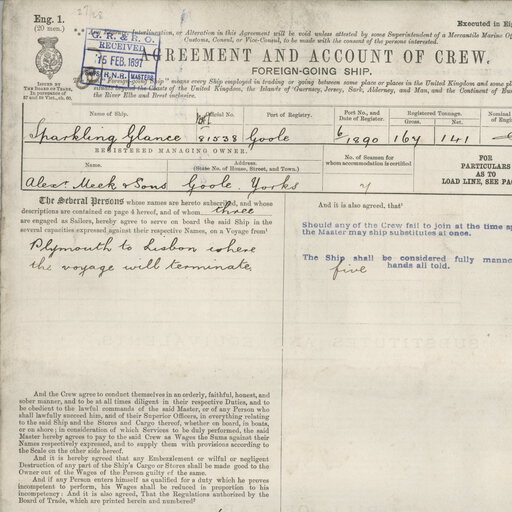 Eng. 1.
(20 men.)
Executed in Ei
G. R. & R. O.
RECEIVED
15 FEB. 1897
Interlineation, or Alteration in this Agreement will be void unless attested by some Superintendent of a Mercantile Marine Of
Customs, Consul, or Vice-Consul, to be made with the consent of the persons interested.
AGREEMENT AND ACCOUNT OF CREW.
FOREIGN-GOING SHIP.
ISSUED BY
THE BOARD OF TRADE,
IN PURSUANCE OF
57 and 58 Vict., ch. 60.
"Foreign-going Ship" means every Ship employed in trading or going between some place or places in the United Kingdom and some pla
situate beyond the Coasts of the United Kingdom, the Islands of Guernsey, Jersey, Sark, Alderney, and Man, and the Continent of Eu
the River Elbe and Brest inclusive.
Name of Ship. Official No. Port of Registry. Port No., and Date of Register. Registered Tonnage. Gross. Net. Nominal
of Engi
Sparkling Glance 81538 Goole 6/1890 164 141
REGISTERED MANAGING OWNER.
Name. Address.
(State No. of House, Street, and Town.)
No. of Seamen for
whom accommodation is certified
FOR
PARTICULARS
AS TO
LOAD LINE, SEE PA
Alexr Meek & Sons Goole Yorks
The Several Persons whose names are hereto subscribed, and whose
descriptions are contained on page 4 hereof, and of whom three
are engaged as Sailors, hereby agree to serve on board the said Ship in the
several capacities expressed against their respective Names, on a Voyage from
Plymouth to Lisbon where
the voyage will terminate
And it is also agreed, that
Should any of the Crew fail to join at the time sp
the Master may ship substitutes at once.
The Ship shall be considered fully manne
five hands all told.
And the Crew agree to conduct themselves in an orderly, faithful, honest, and
sober manner, and to be at all times diligent in their respective Duties, and to
be obedient to the lawful commands of the said Master, or of any Person who
shall lawfully succeed him, and of their Superior Officers, in everything relating
to the said Ship and the Stores and Cargo thereof, whether on board, in boats,
or on shore; in consideration of which Services to be duly performed, the said
Master hereby agrees to pay to the said Crew as Wages the Sums against their
Names respectively expressed, and to supply them with provisions according to
the Scale on the other side hereof.
And it is hereby agreed that any Embezzlement or wilful or negligent
Destruction of any part of the Ship's Cargo or Stores shall be made good to the
Owner out of the Wages of the Person guilty of the same.
And if any Person enters himself as qualified for a duty which he proves
incompetent to perform, his Wages shall be reduced in proportion to his
incompetency: And it is also agreed, That the Regulations authorized by the
Board of Trade, which are printed herein and numbered